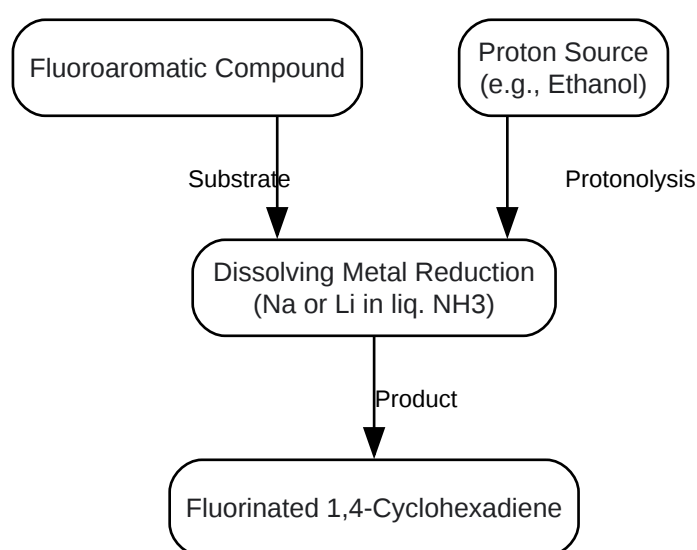 Fluoroaromatic Compound
Proton Source
(e.g., Ethanol)
Substrate
Protonolysis
Dissolving Metal Reduction
(Na or Li in liq. NH3)
Product
Fluorinated 1,4-Cyclohexadiene